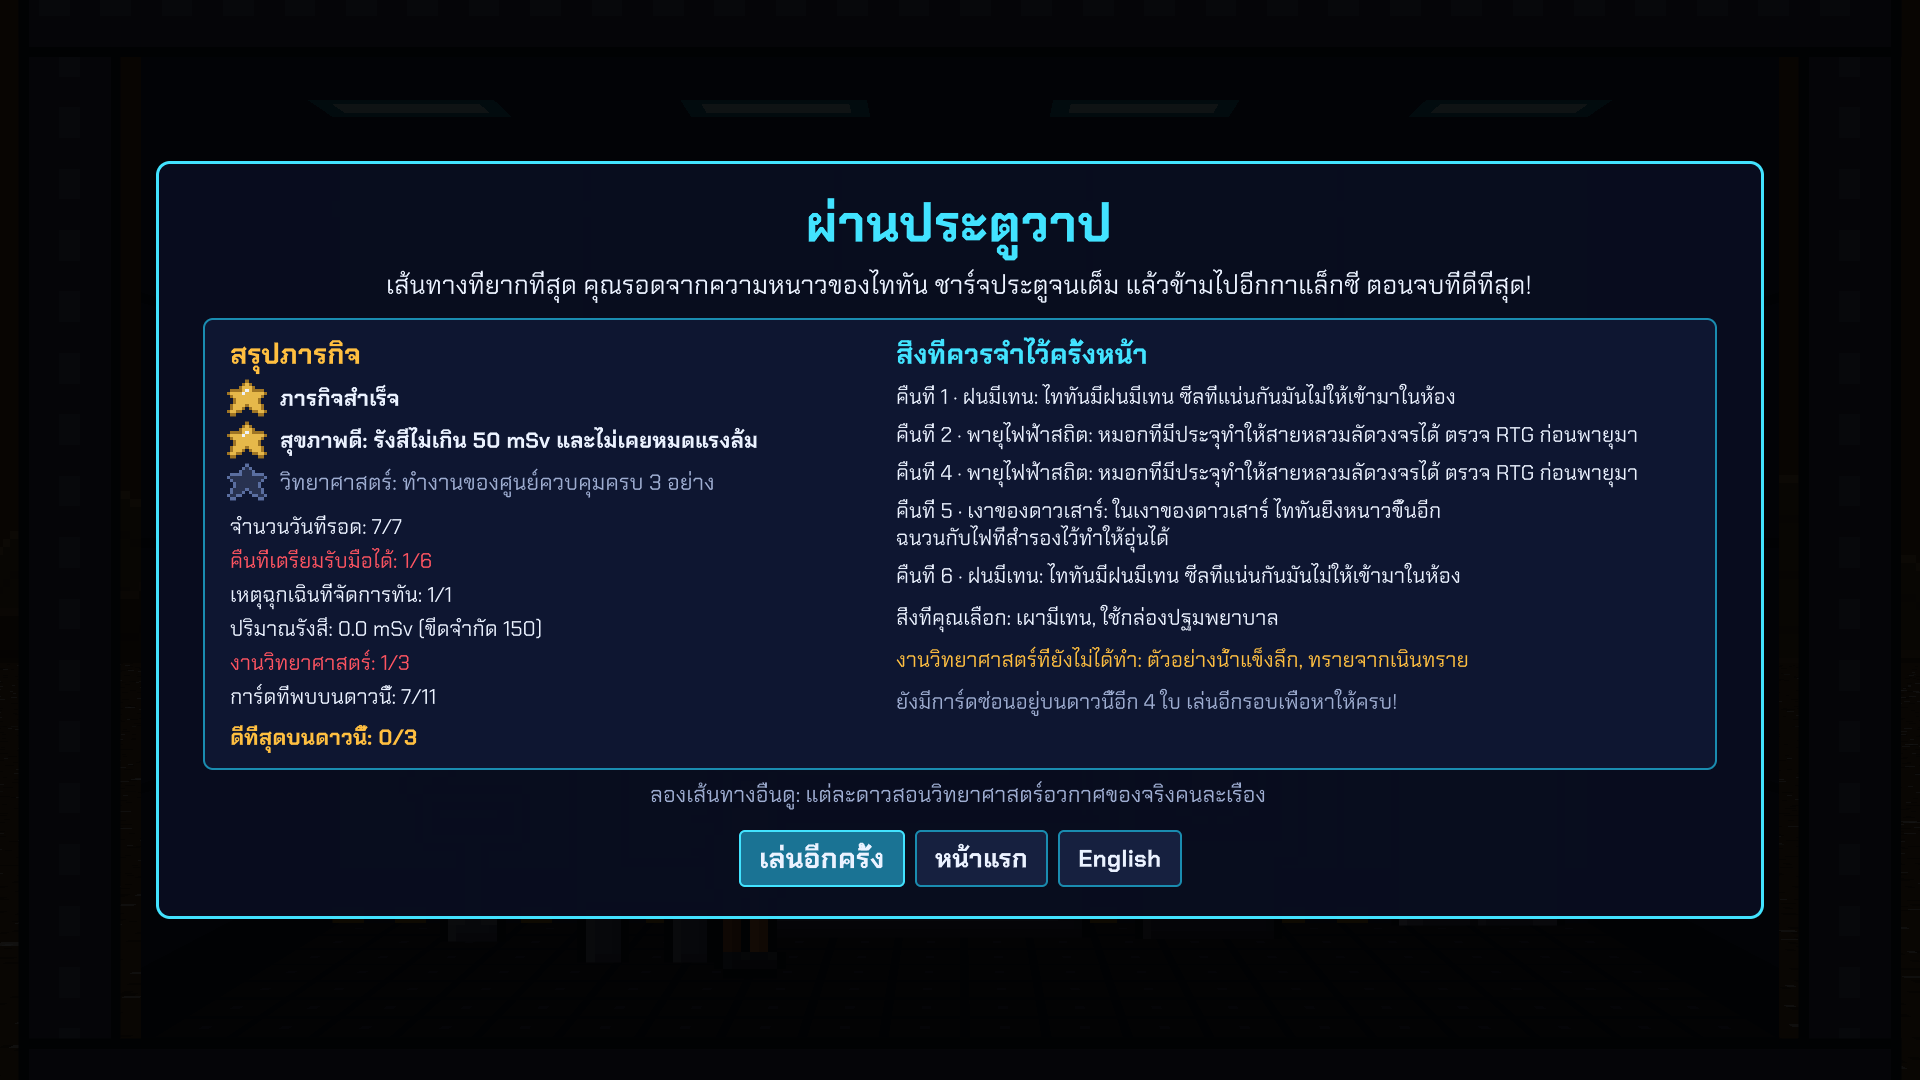 ผ่านประตูวาป
เส้นทางที่ยากที่สุด คุณรอดจากความหนาวของไททัน ชาร์จประตูจนเต็ม แล้วข้ามไปอีกกาแล็กซี ตอนจบที่ดีที่สุด!
สรุปภารกิจ
ภารกิจสำเร็จ
สุขภาพดี: รังสีไม่เกิน 50 mSv และไม่เคยหมดแรงล้ม
วิทยาศาสตร์: ทำงานของศูนย์ควบคุมครบ 3 อย่าง
จำนวนวันที่รอด: 7/7
คืนที่เตรียมรับมือได้: 1/6
เหตุฉุกเฉินที่จัดการทัน: 1/1
ปริมาณรังสี: 0.0 mSv (ขีดจำกัด 150)
งานวิทยาศาสตร์: 1/3
การ์ดที่พบบนดาวนี้: 7/11
ดีที่สุดบนดาวนี้: 0/3
สิ่งที่ควรจำไว้ครั้งหน้า
คืนที่ 1 · ฝนมีเทน: ไททันมีฝนมีเทน ซีลที่แน่นกันมันไม่ให้เข้ามาในห้อง
คืนที่ 2 · พายุไฟฟ้าสถิต: หมอกที่มีประจุทำให้สายหลวมลัดวงจรได้ ตรวจ RTG ก่อนพายุมา
คืนที่ 4 · พายุไฟฟ้าสถิต: หมอกที่มีประจุทำให้สายหลวมลัดวงจรได้ ตรวจ RTG ก่อนพายุมา
คืนที่ 5 · เงาของดาวเสาร์: ในเงาของดาวเสาร์ ไททันยิ่งหนาวขึ้นอีก
ฉนวนกับไฟที่สำรองไว้ทำให้อุ่นได้
คืนที่ 6 · ฝนมีเทน: ไททันมีฝนมีเทน ซีลที่แน่นกันมันไม่ให้เข้ามาในห้อง
สิ่งที่คุณเลือก: เผามีเทน, ใช้กล่องปฐมพยาบาล
งานวิทยาศาสตร์ที่ยังไม่ได้ทำ: ตัวอย่างน้ำแข็งลึก, ทรายจากเนินทราย
ยังมีการ์ดซ่อนอยู่บนดาวนี้อีก 4 ใบ เล่นอีกรอบเพื่อหาให้ครบ!
ลองเส้นทางอื่นดู: แต่ละดาวสอนวิทยาศาสตร์อวกาศของจริงคนละเรื่อง
เล่นอีกครั้ง
หน้าแรก
English